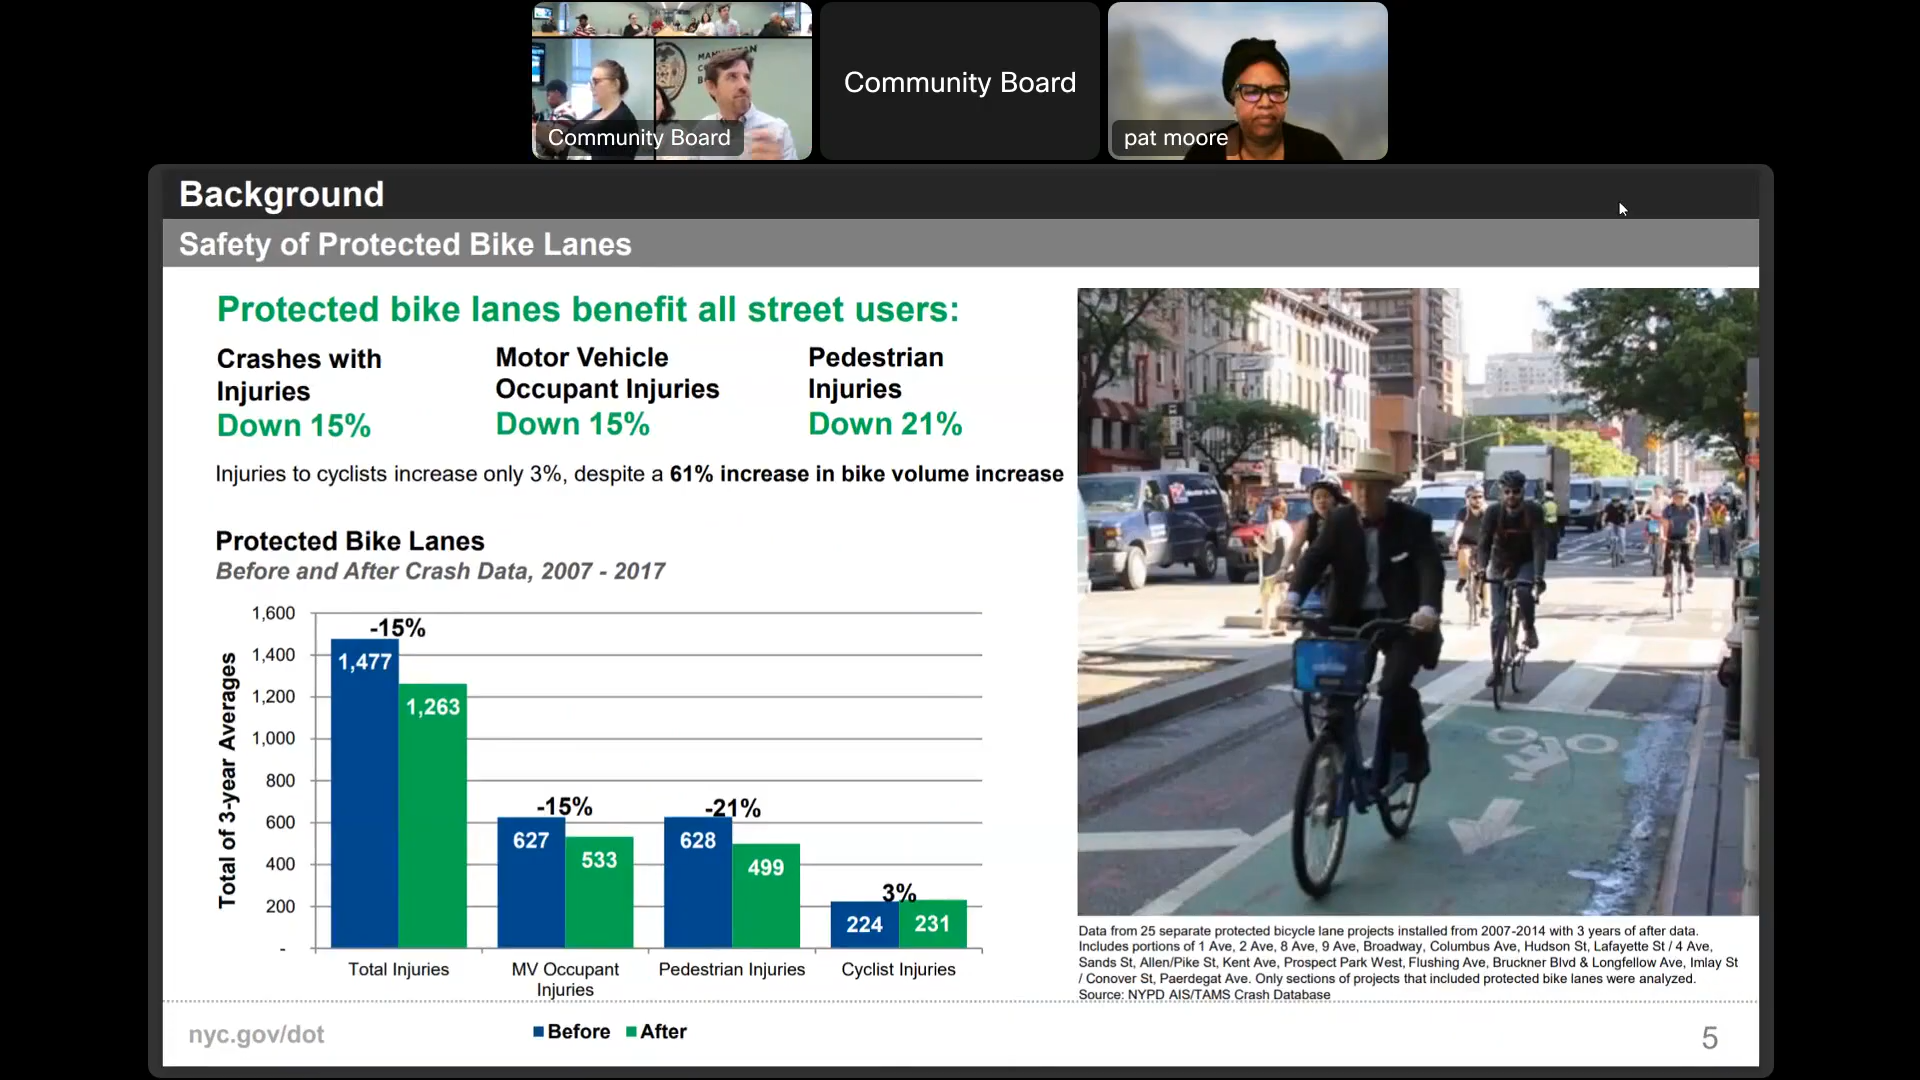 MANHATTAN
Community Board
Community Board
pat moore
Background
Safety of Protected Bike Lanes
Protected bike lanes benefit all street users:
Crashes with
Injuries
Down 15%
Motor Vehicle
Occupant Injuries
Down 15%
Pedestrian
Injuries
Down 21%
Injuries to cyclists increase only 3%, despite a 61% increase in bike volume increase
Protected Bike Lanes
Before and After Crash Data, 2007 - 2017
Total of 3-year Averages
1,600
1,400
1,200
1,000
800
600
400
200
-
-15%
1,477
1,263
-15%
627
533
-21%
628
499
3%
224
231
Total Injuries
MV Occupant
Injuries
Pedestrian Injuries
Cyclist Injuries
Before
After
Data from 25 separate protected bicycle lane projects installed from 2007-2014 with 3 years of after data.
Includes portions of 1 Ave, 2 Ave, 8 Ave, 9 Ave, Broadway, Columbus Ave, Hudson St, Lafayette St / 4 Ave,
Sands St, Allen/Pike St, Kent Ave, Prospect Park West, Flushing Ave, Bruckner Blvd & Longfellow Ave, Imlay St
/ Conover St, Paerdegat Ave. Only sections of projects that included protected bike lanes were analyzed.
Source: NYPD AIS/TAMS Crash Database
nyc.gov/dot
5